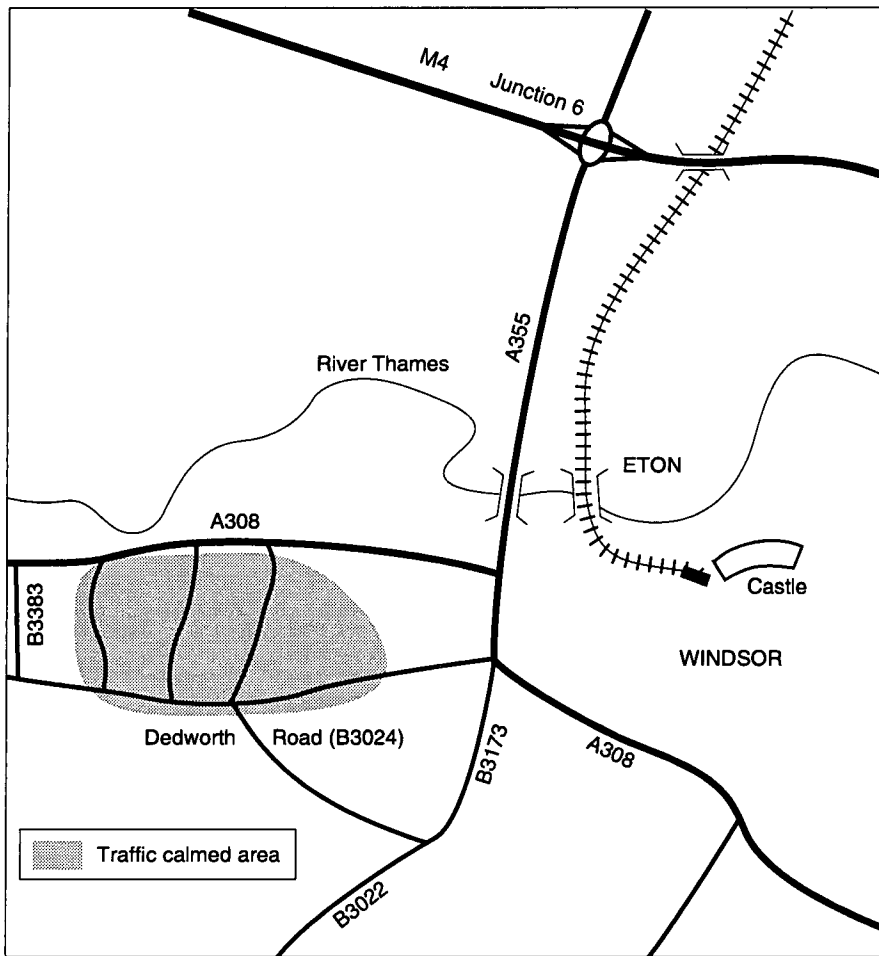 M4
Junction 6
A355
River Thames
ETON
A308
Castle
B3383
WINDSOR
Dedworth Road (B3024)
B3173
A308
Traffic calmed area
B3022